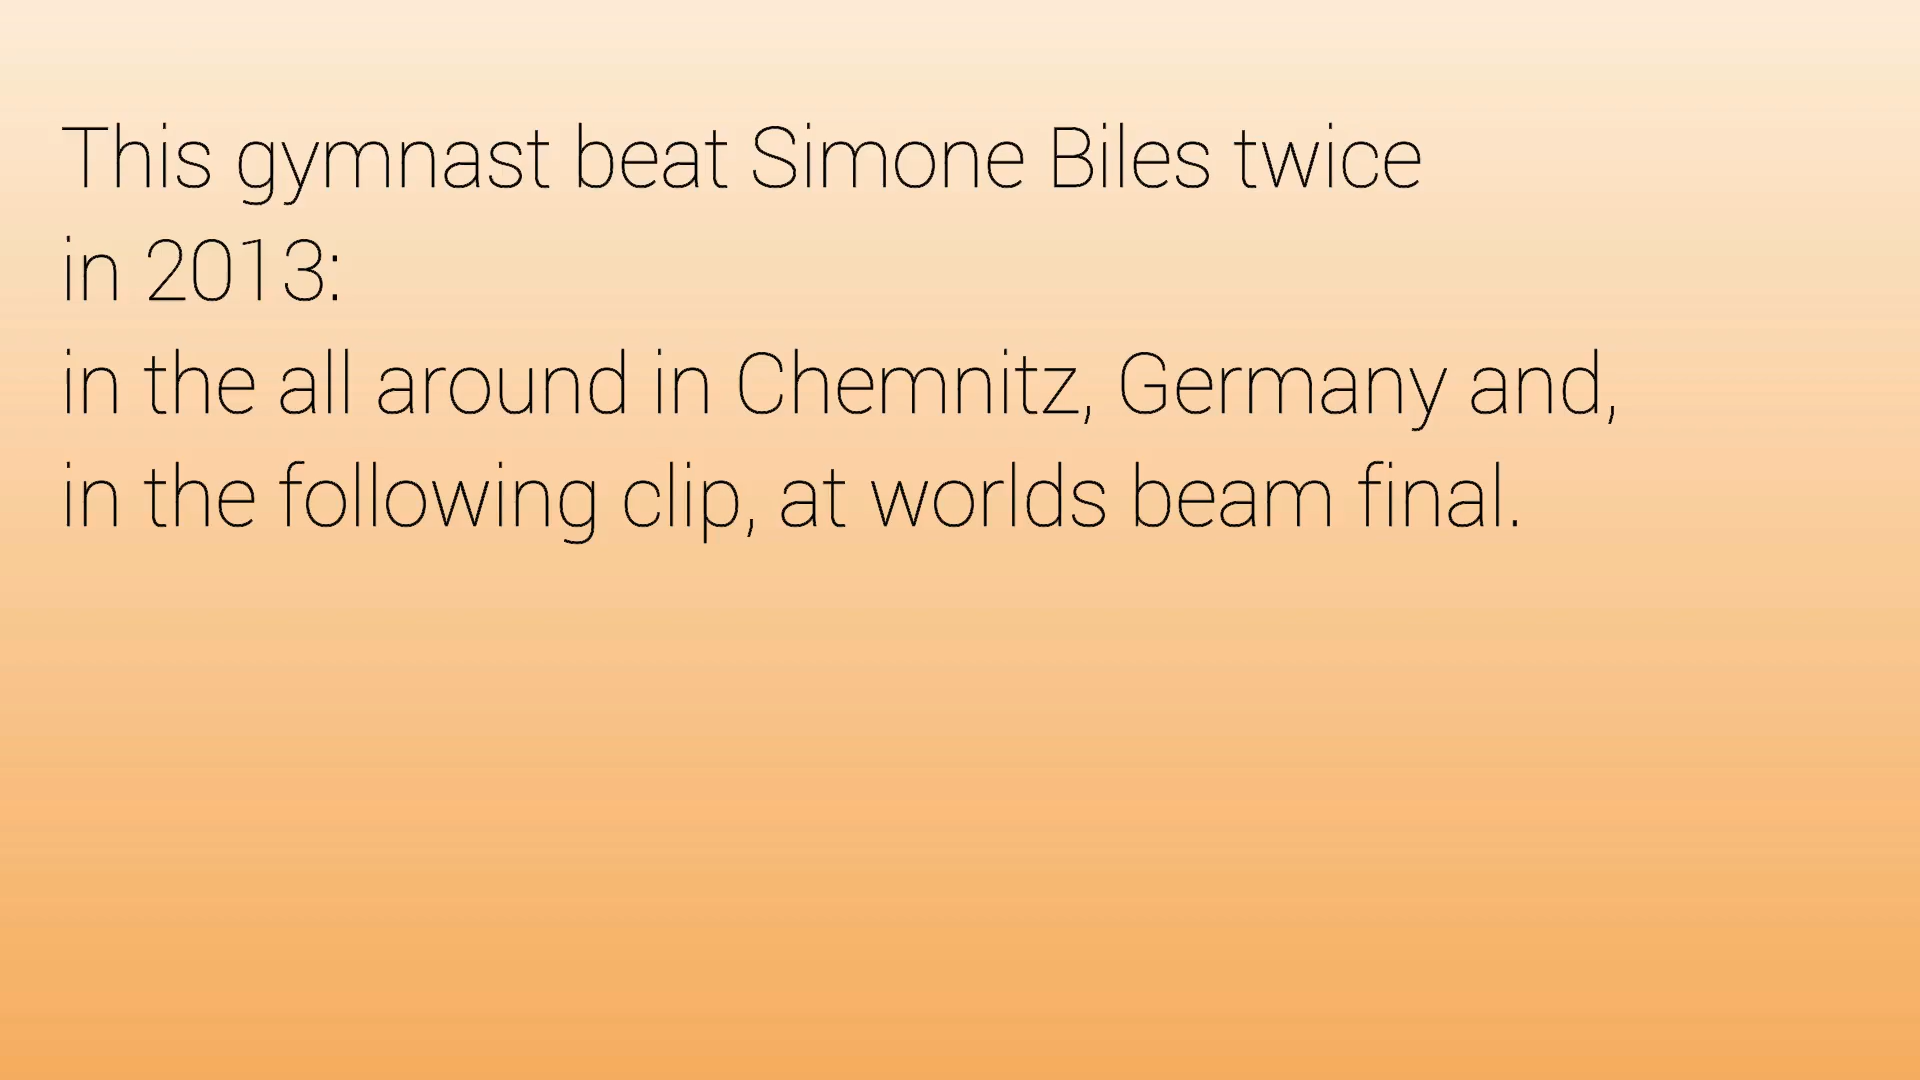 This gymnast beat Simone Biles twice
in 2013:
in the all around in Chemnitz, Germany and,
in the following clip, at worlds beam final.